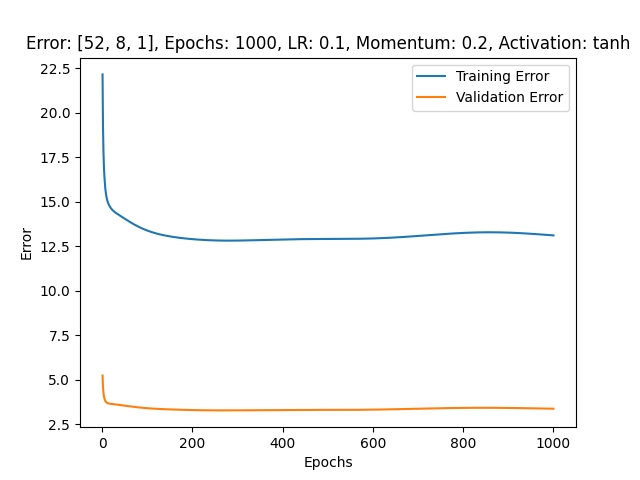 Error: [52, 8, 1], Epochs: 1000, LR: 0.1, Momentum: 0.2, Activation: tanh
Training Error
Validation Error
22.5
20.0
17.5
15.0
12.5
10.0
7.5
5.0
2.5
Error
0 200 400 600 800 1000
Epochs